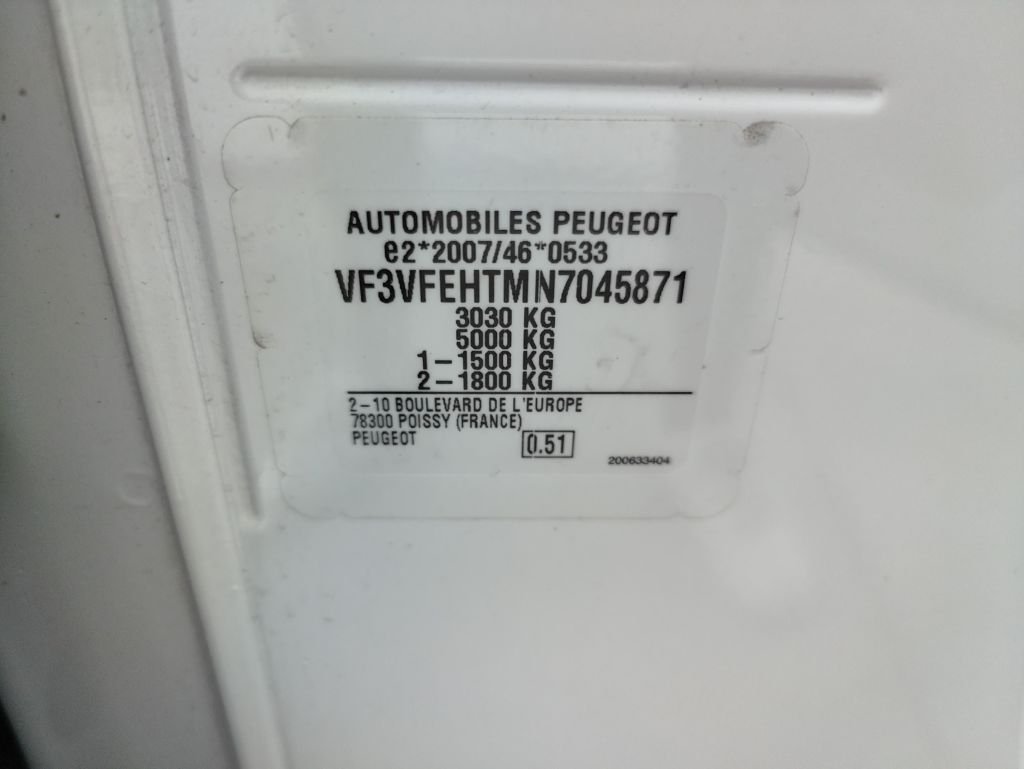 AUTOMOBILES PEUGEOT
e2*2007/46*0533
VF3VFEHTMN7045871
3030 KG
5000 KG
1-1500 KG
2-1800 KG
2-10 BOULEVARD DE L'EUROPE
78300 POISSY (FRANCE)
PEUGEOT
0.51
200633404